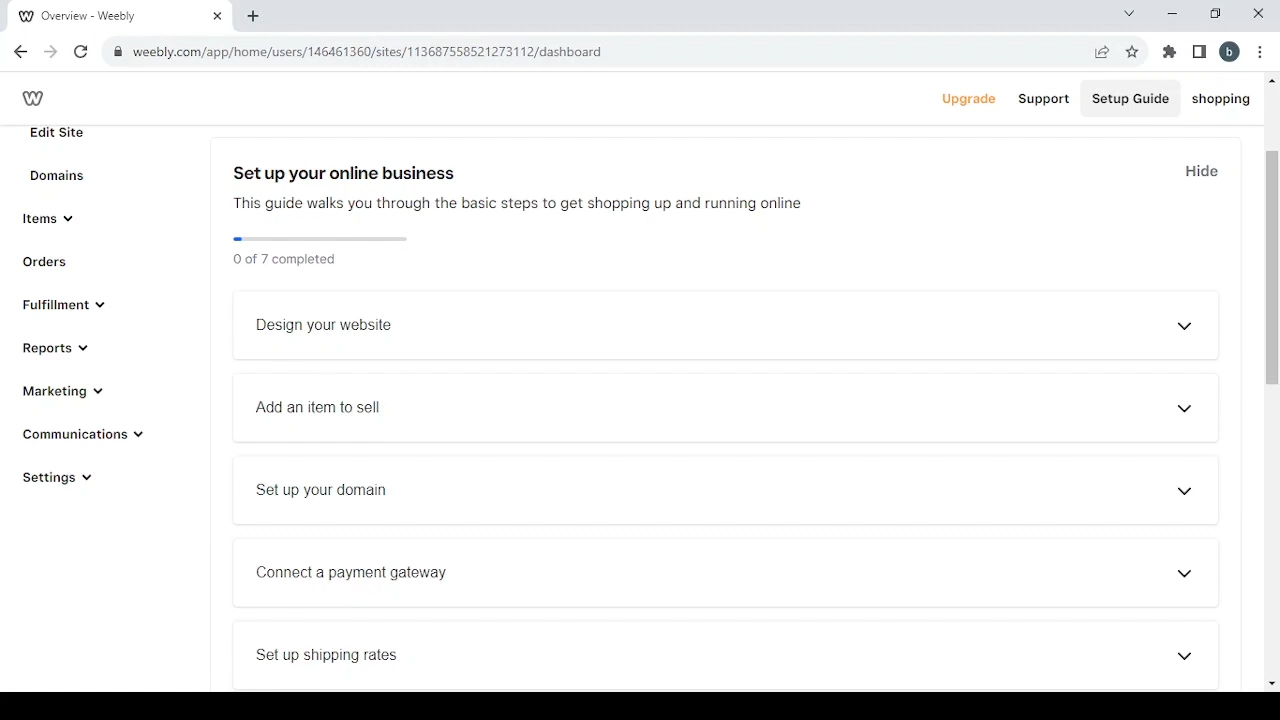 Overview - Weebly
weebly.com/app/home/users/146461360/sites/113687558521273112/dashboard
b
Upgrade
Support
Setup Guide
shopping
Edit Site
Domains
Items
Orders
Fulfillment
Reports
Marketing
Communications
Settings
Set up your online business
Hide
This guide walks you through the basic steps to get shopping up and running online
0 of 7 completed
Design your website
Add an item to sell
Set up your domain
Connect a payment gateway
Set up shipping rates